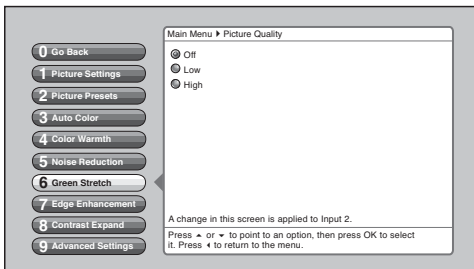 Main Menu ▸ Picture Quality
0 Go Back
1 Picture Settings
2 Picture Presets
3 Auto Color
4 Color Warmth
5 Noise Reduction
6 Green Stretch
7 Edge Enhancement
8 Contrast Expand
9 Advanced Settings
Off
Low
High
A change in this screen is applied to Input 2.
Press ▴ or ▾ to point to an option, then press OK to select
it. Press ◂ to return to the menu.